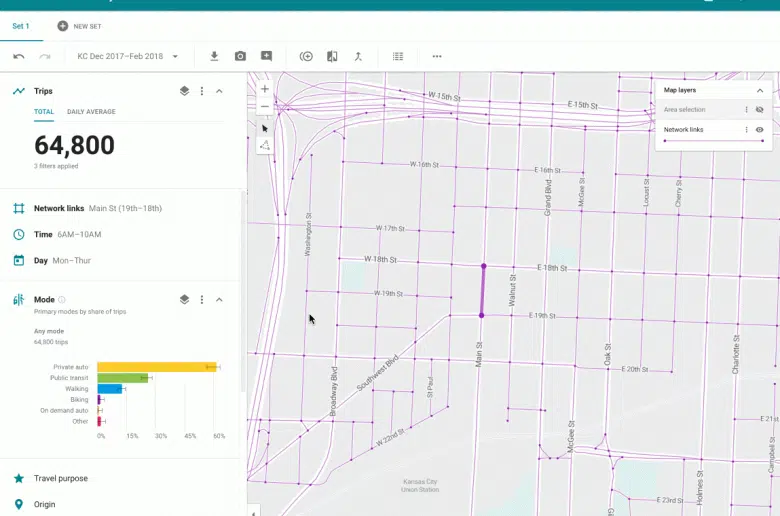 Set 1
NEW SET
KC Dec 2017–Feb 2018
Trips
TOTAL
DAILY AVERAGE
64,800
3 filters applied
Network links Main St (19th–18th)
Time 6AM–10AM
Day Mon–Thur
Mode
Primary modes by share of trips
Any mode
64,800 trips
Private auto
Public transit
Walking
Biking
On demand auto
Other
0%
15%
30%
45%
60%
Travel purpose
Origin
Map layers
Area selection
Network links
W 15th St
E 15th St
W 16th St
E 16th St
Grand Blvd
McGee St
Locust St
Cherry St
Washington St
W 17th St
W 18th St
E 18th St
Walnut St
W 19th St
E 19th St
Main St
Oak St
Charlotte St
Southwest Blvd
E 20th St
Broadway Blvd
St Paul
W 22nd St
McGee St
E 21st
Campbell St
Kansas City
Union Station
Holmes St
E 23rd St